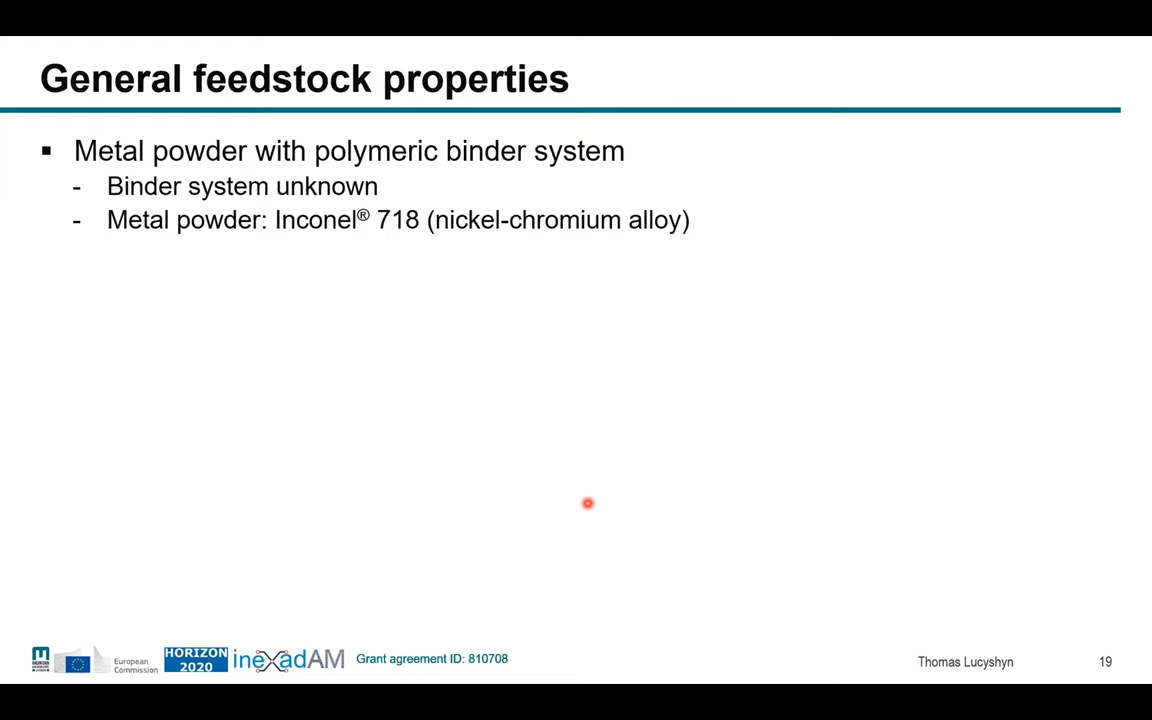 General feedstock properties
▪ Metal powder with polymeric binder system
- Binder system unknown
- Metal powder: Inconel® 718 (nickel-chromium alloy)
European
Commission
HORIZON
2020
inexadAM
Grant agreement ID: 810708
Thomas Lucyshyn
19